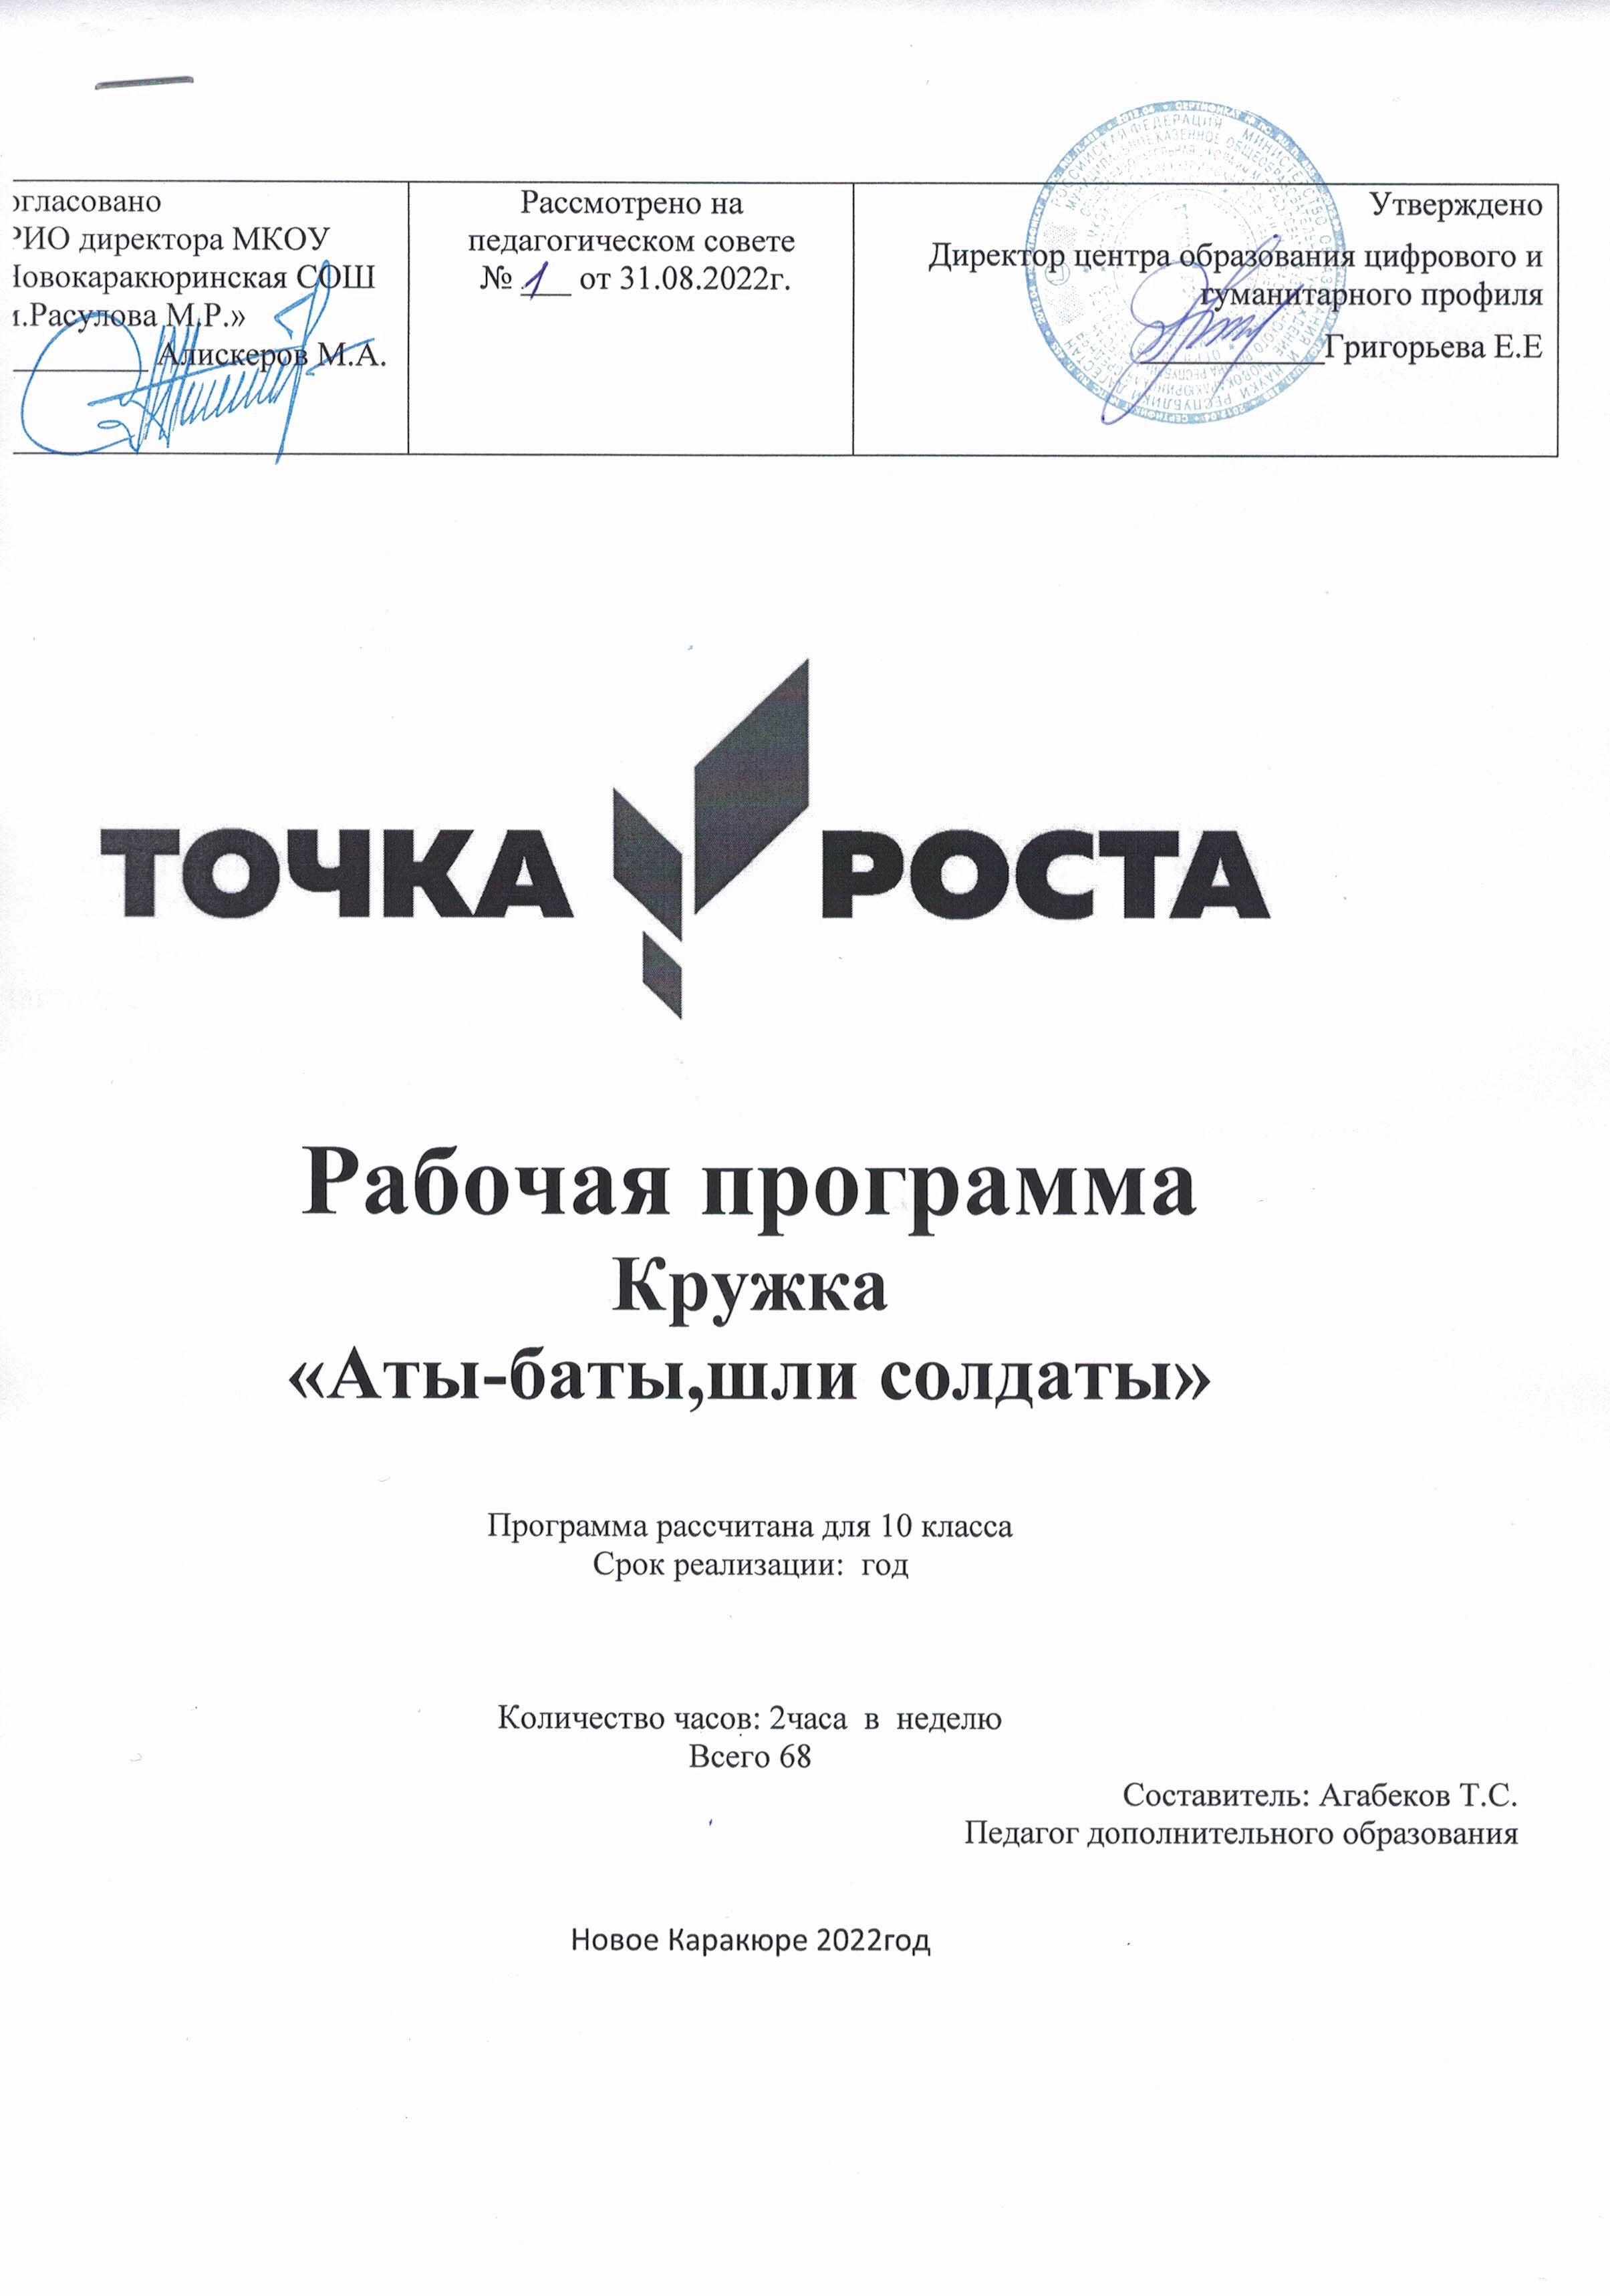 огласовано
РИО директора МКОУ
Новокаракюринская СОШ
м.Расулова М.Р.»
Алискеров М.А.
Рассмотрено на
педагогическом совете
№ 1 от 31.08.2022г.
Утверждено
Директор центра образования цифрового и
гуманитарного профиля
Григорьева Е.Е
ТОЧКА РОСТА
Рабочая программа
Кружка
«Аты-баты,шли солдаты»
Программа рассчитана для 10 класса
Срок реализации: год
Количество часов: 2часа в неделю
Всего 68
Составитель: Агабеков Т.С.
Педагог дополнительного образования
Новое Каракюре 2022год